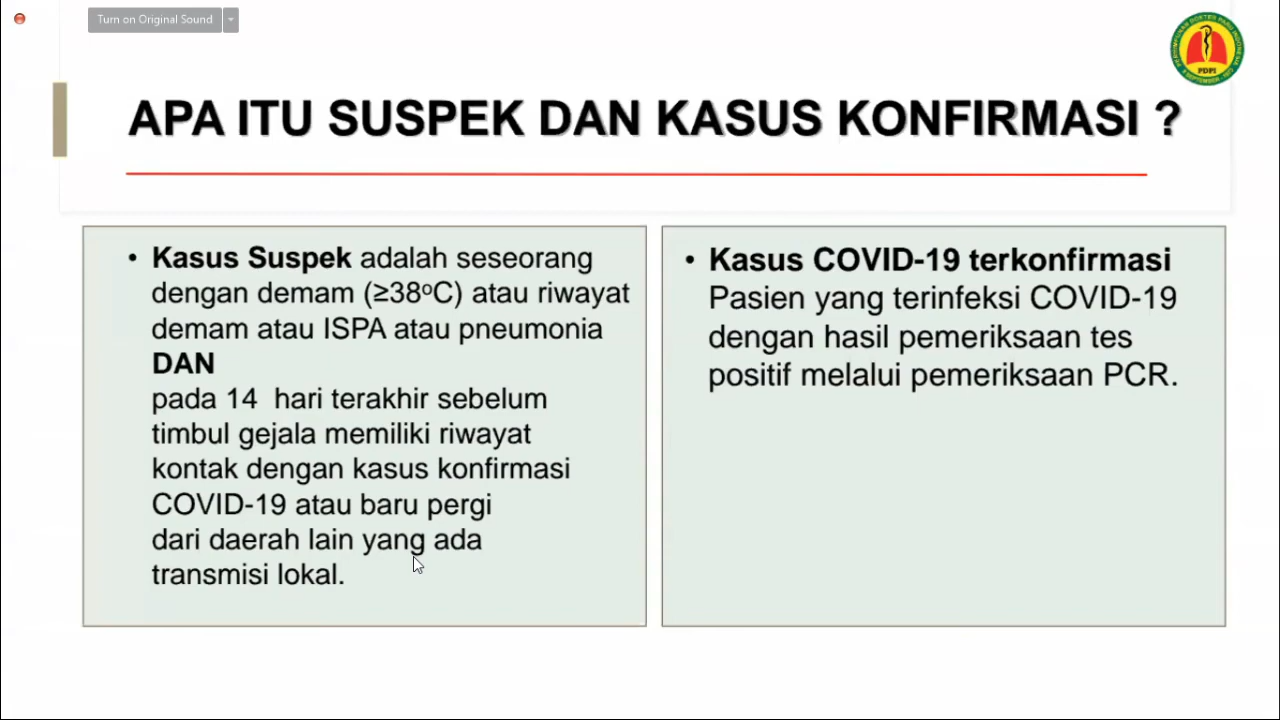 Turn on Original Sound
PDPI
APA ITU SUSPEK DAN KASUS KONFIRMASI ?
• Kasus Suspek adalah seseorang
dengan demam (≥38ºC) atau riwayat
demam atau ISPA atau pneumonia
DAN
pada 14  hari terakhir sebelum
timbul gejala memiliki riwayat
kontak dengan kasus konfirmasi
COVID-19 atau baru pergi
dari daerah lain yang ada
transmisi lokal.
• Kasus COVID-19 terkonfirmasi
Pasien yang terinfeksi COVID-19
dengan hasil pemeriksaan tes
positif melalui pemeriksaan PCR.